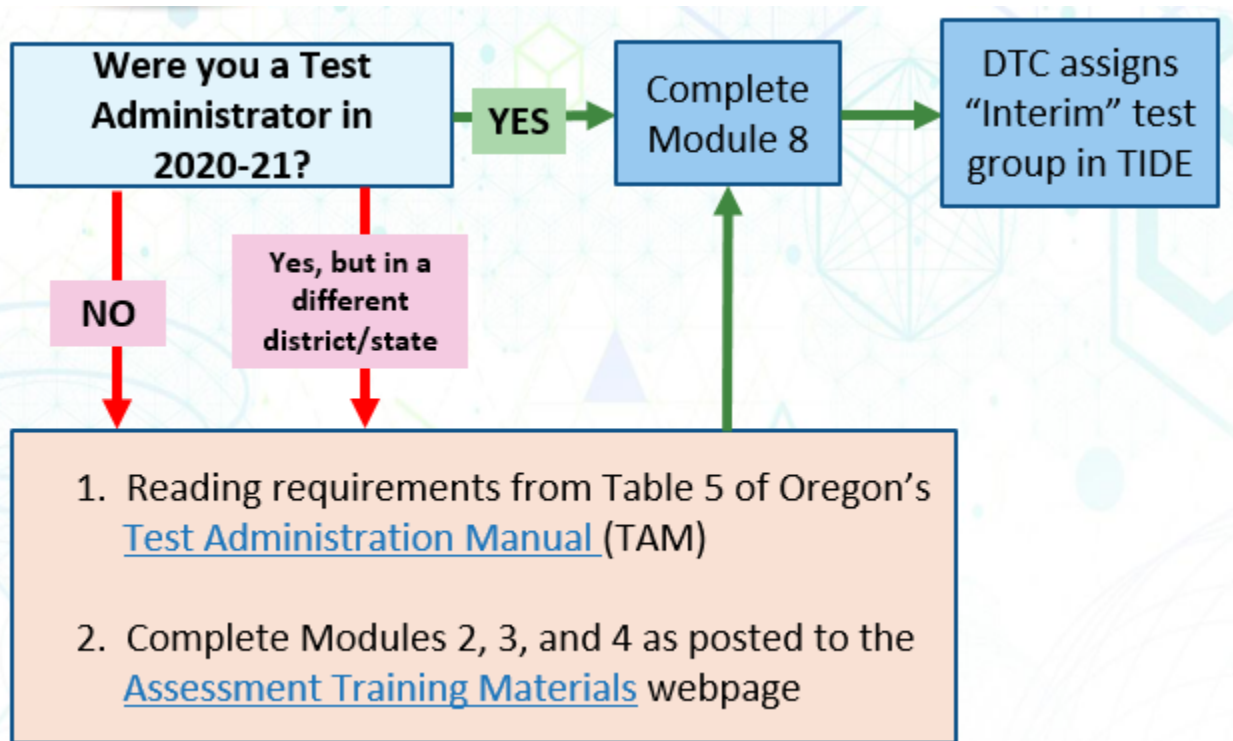 Were you a Test
Administrator in
2020-21?
YES
Complete
Module 8
DTC assigns
“Interim” test
group in TIDE
NO
Yes, but in a
different
district/state
1. Reading requirements from Table 5 of Oregon’s
Test Administration Manual (TAM)
2. Complete Modules 2, 3, and 4 as posted to the
Assessment Training Materials webpage